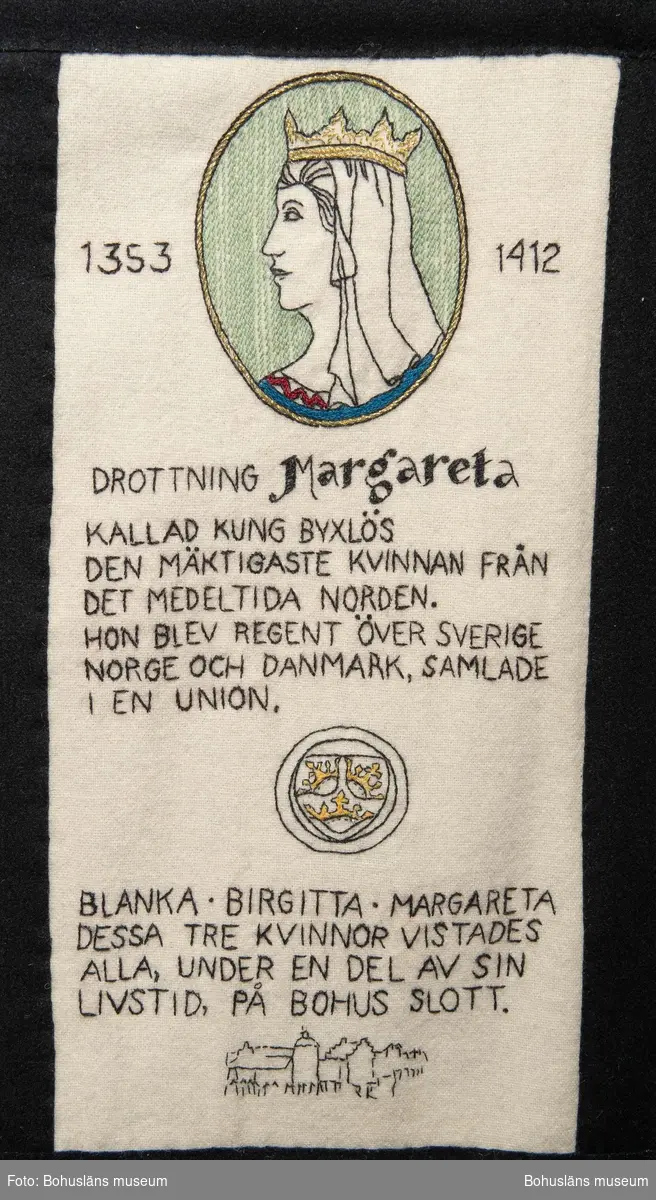 1353 1412
DROTTNING Margareta
KALLAD KUNG BYXLÖS
DEN MÄKTIGASTE KVINNAN FRÅN
DET MEDELTIDA NORDEN.
HON BLEV REGENT ÖVER SVERIGE
NORGE OCH DANMARK, SAMLADE
I EN UNION.
BLANKA · BIRGITTA · MARGARETA
DESSA TRE KVINNOR VISTADES
ALLA, UNDER EN DEL AV SIN
LIVSTID, PÅ BOHUS SLOTT.
Foto: Bohusläns museum Bohusläns museum